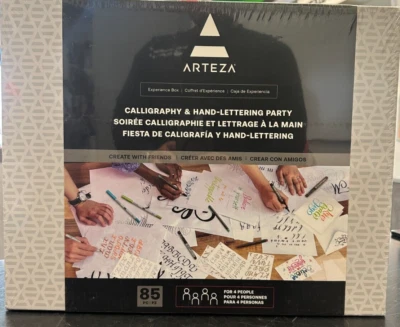 ARTEZA
Experience Box | Coffret d'Expérience | Caja de Experiencia
CALLIGRAPHY & HAND-LETTERING PARTY
SOIRÉE CALLIGRAPHIE ET LETTRAGE À LA MAIN
FIESTA DE CALIGRAFÍA Y HAND-LETTERING
CREATE WITH FRIENDS | CRÉÉS AVEC DES AMIS | CREAR CON AMIGOS
85
FOR 4 PEOPLE
POUR 4 PERSONNES
PARA 4 PERSONAS